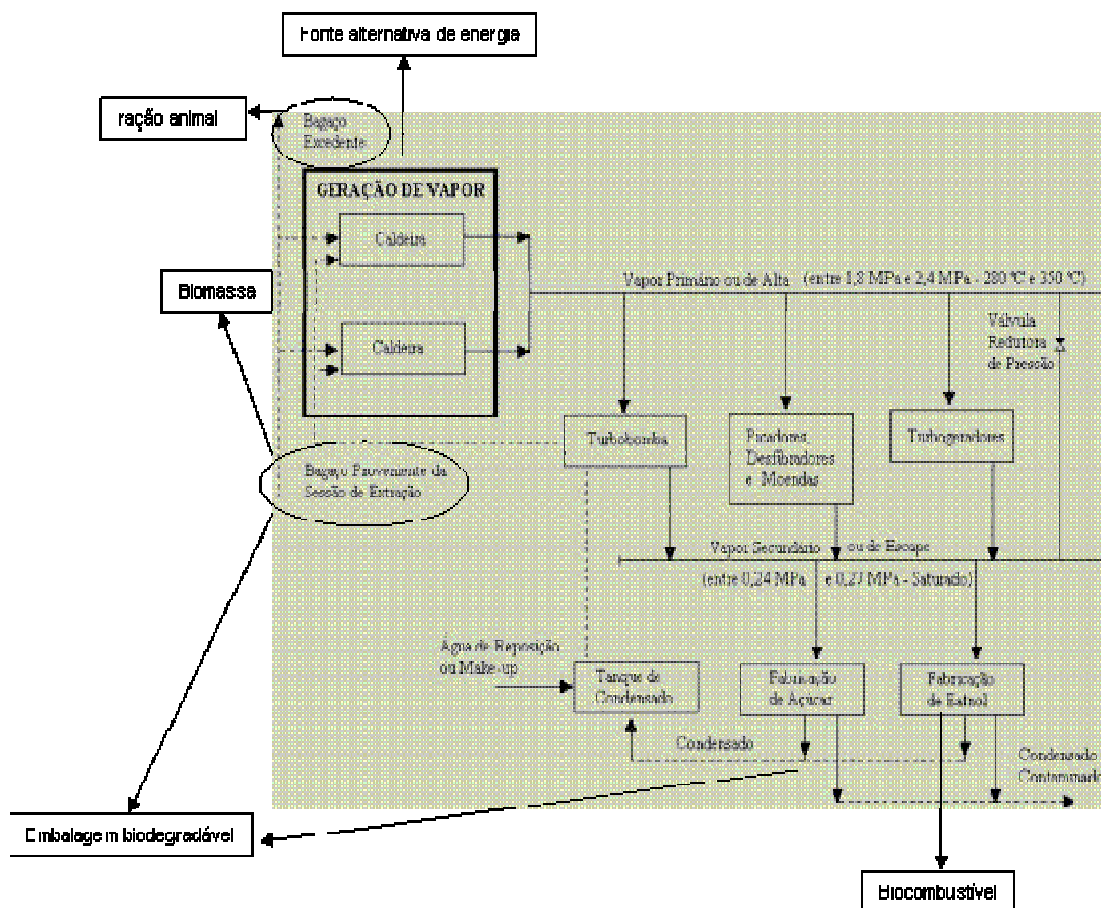 Fonte alternativa de energia
ração animal
Bagaço
Excedente
GERAÇÃO DE VAPOR
Caldeira
Biomassa
Vapor Primário ou de Alta (entre 1,8 MPa e 2,4 MPa - 280 ℃ e 350 ℃)
Caldeira
Válvula
Redutora
de Pressão
Turbobomba
Picadores,
Desfibradores
e Moendas
Turbogeradores
Bagaço Proveniente da
Sessão de Extração
Vapor Secundário ou de Escape
(entre 0,24 MPa e 0,27 MPa - Saturado)
Água de Reposição
ou Make-up
Tanque de
Condensado
Fabricação
de Açúcar
Fabricação
de
Condensado
Condensado
Contaminado
Embalagem biodegradável
Biocombustível